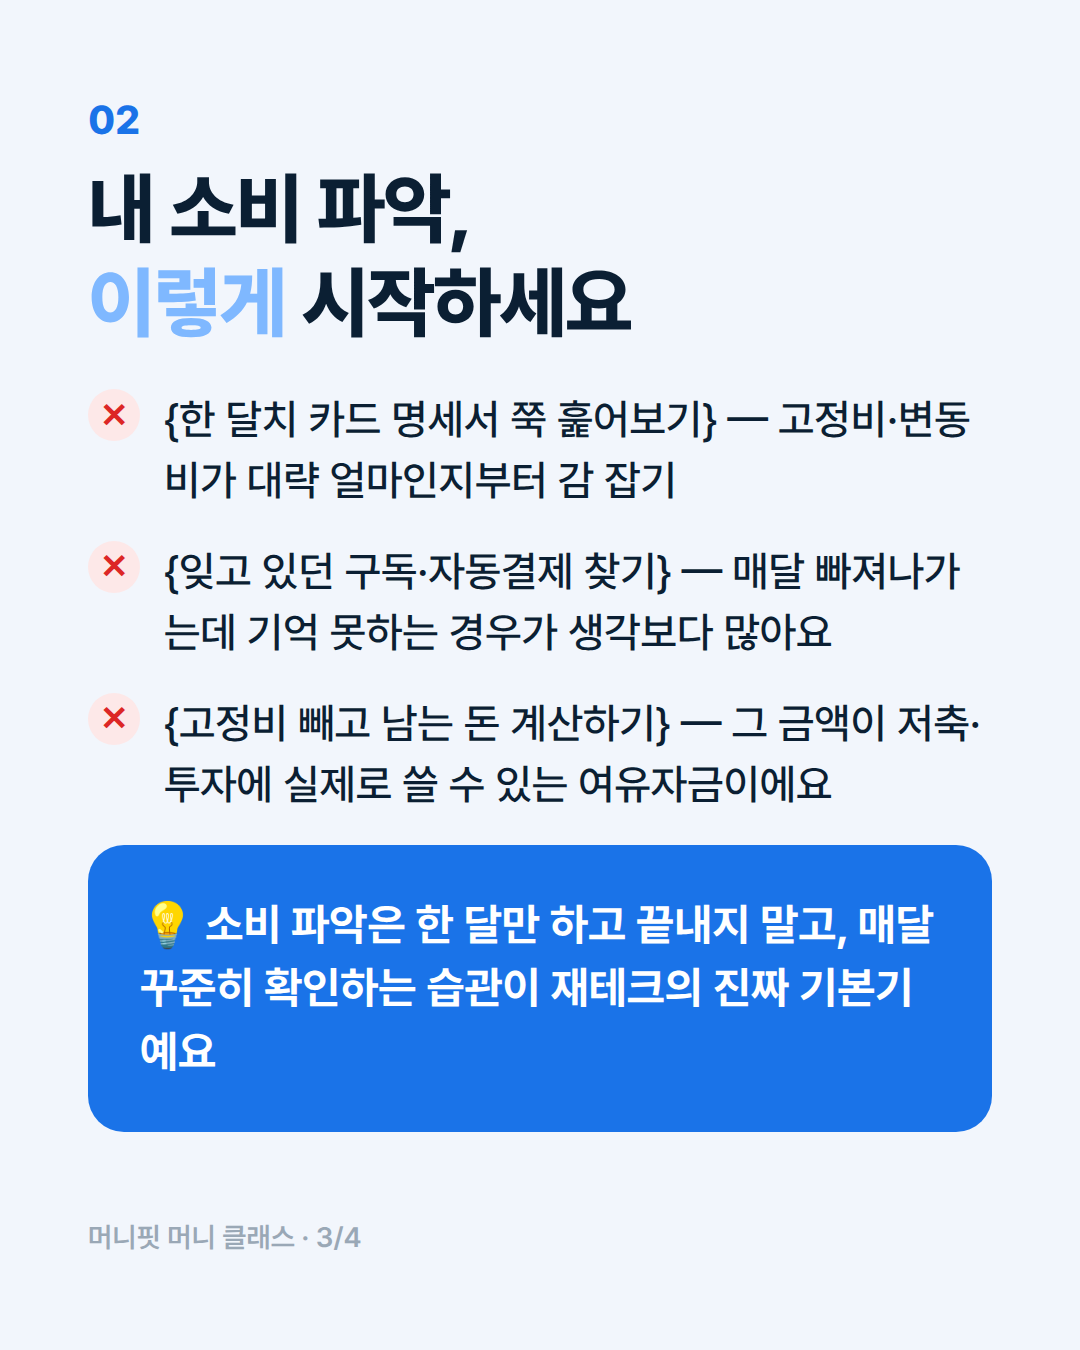 02
내 소비 파악,
이렇게 시작하세요
✕ {한 달치 카드 명세서 쭉 훑어보기} — 고정비·변동
비가 대략 얼마인지부터 감 잡기
✕ {잊고 있던 구독·자동결제 찾기} — 매달 빠져나가
는데 기억 못하는 경우가 생각보다 많아요
✕ {고정비 빼고 남는 돈 계산하기} — 그 금액이 저축·
투자에 실제로 쓸 수 있는 여유자금이에요
💡 소비 파악은 한 달만 하고 끝내지 말고, 매달
꾸준히 확인하는 습관이 재테크의 진짜 기본기
예요
머니핏 머니 클래스 · 3/4